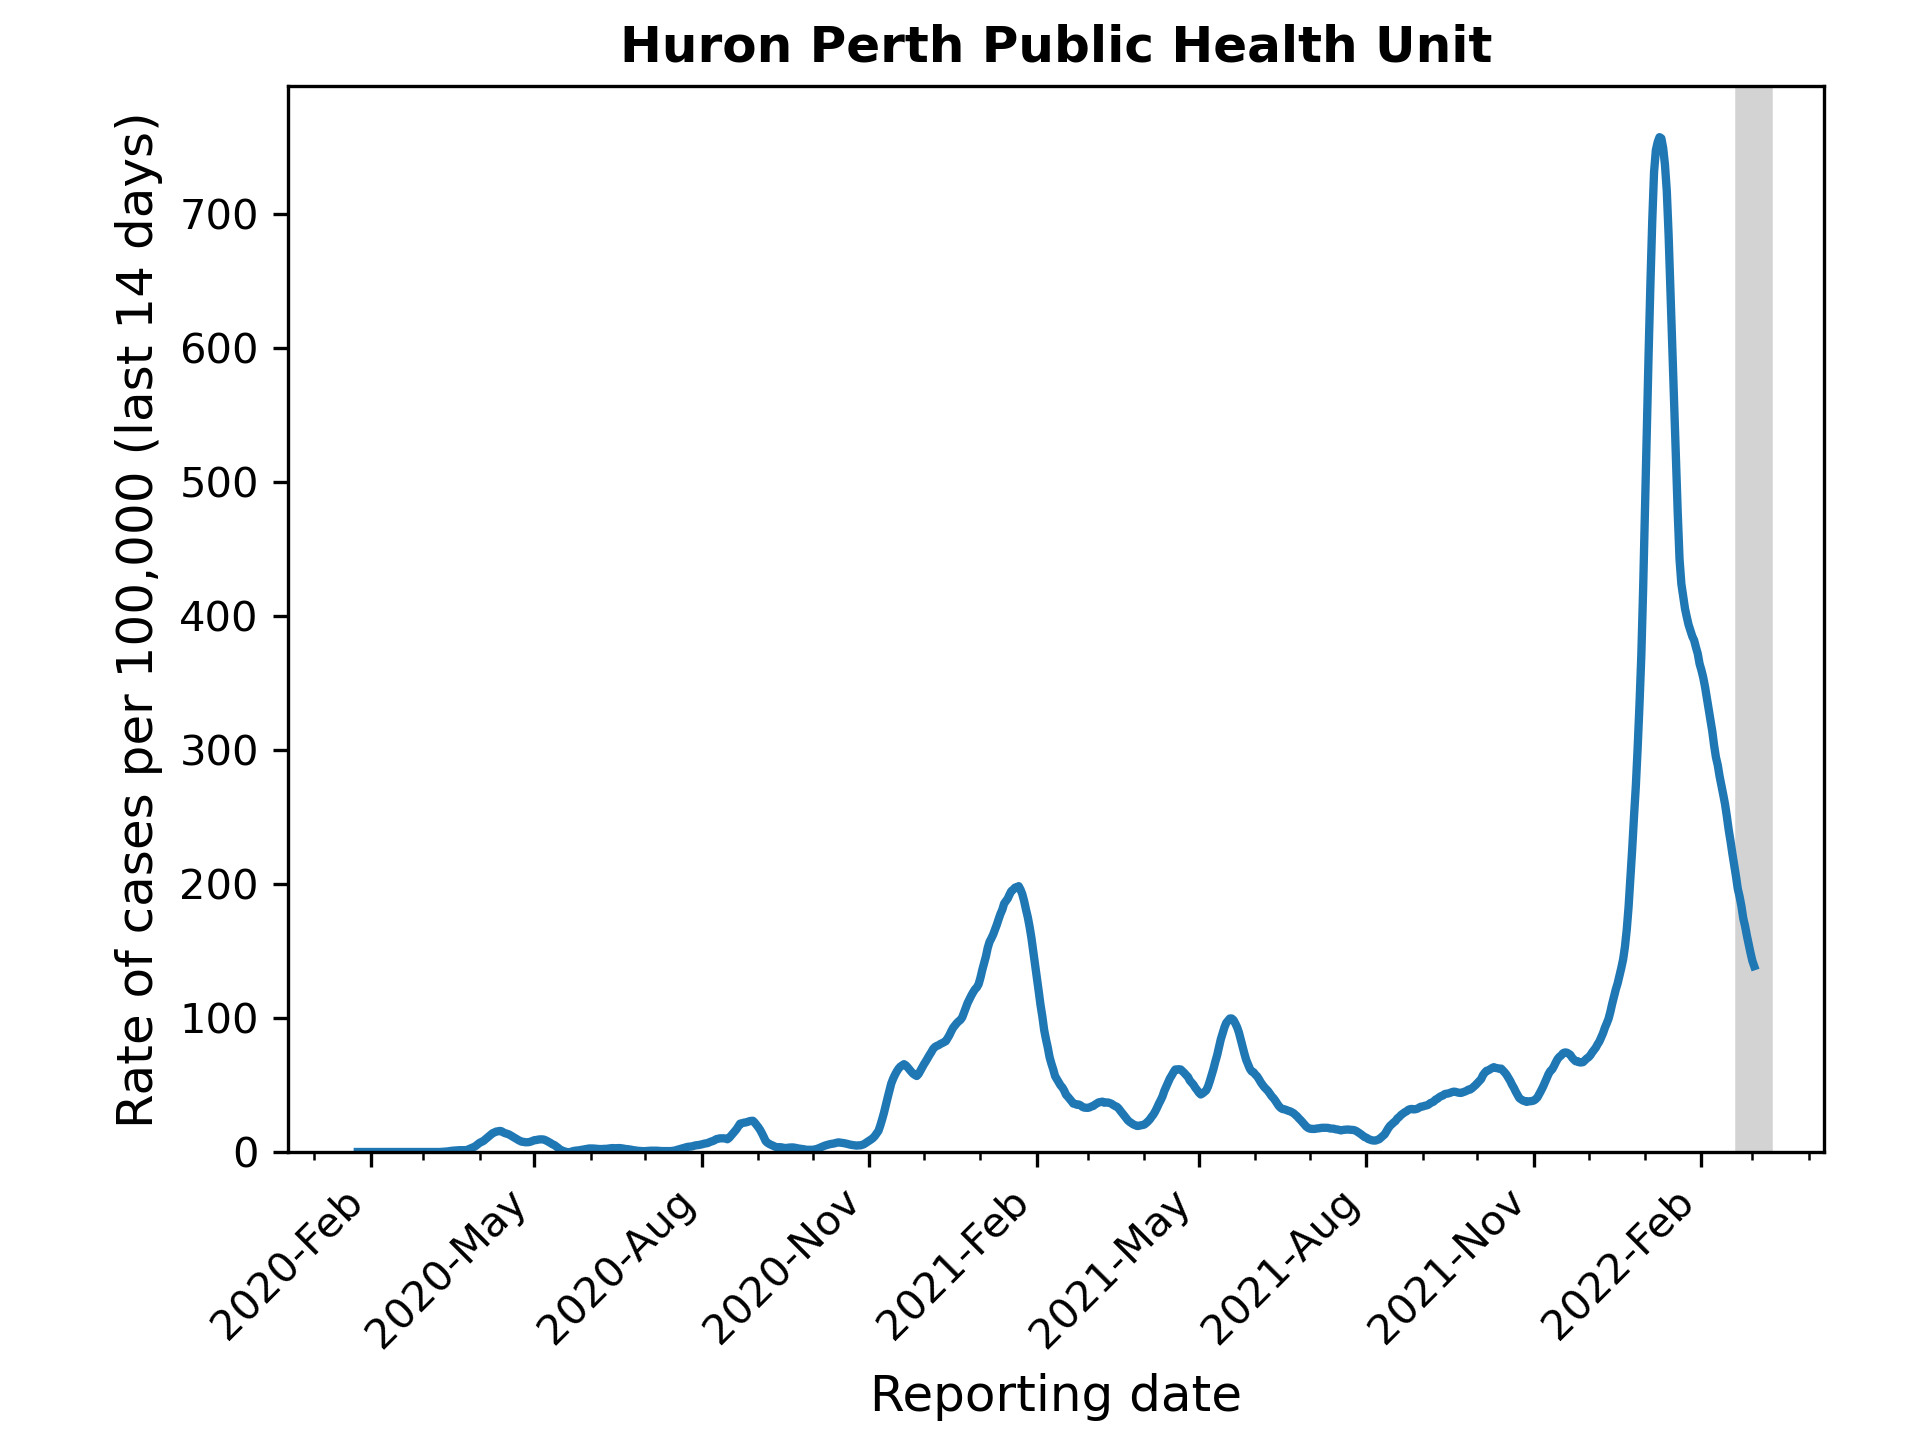 Huron Perth Public Health Unit
Rate of cases per 100,000 (last 14 days)
700
600
500
400
300
200
100
0
2020-Feb
2020-May
2020-Aug
2020-Nov
2021-Feb
2021-May
2021-Aug
2021-Nov
2022-Feb
Reporting date